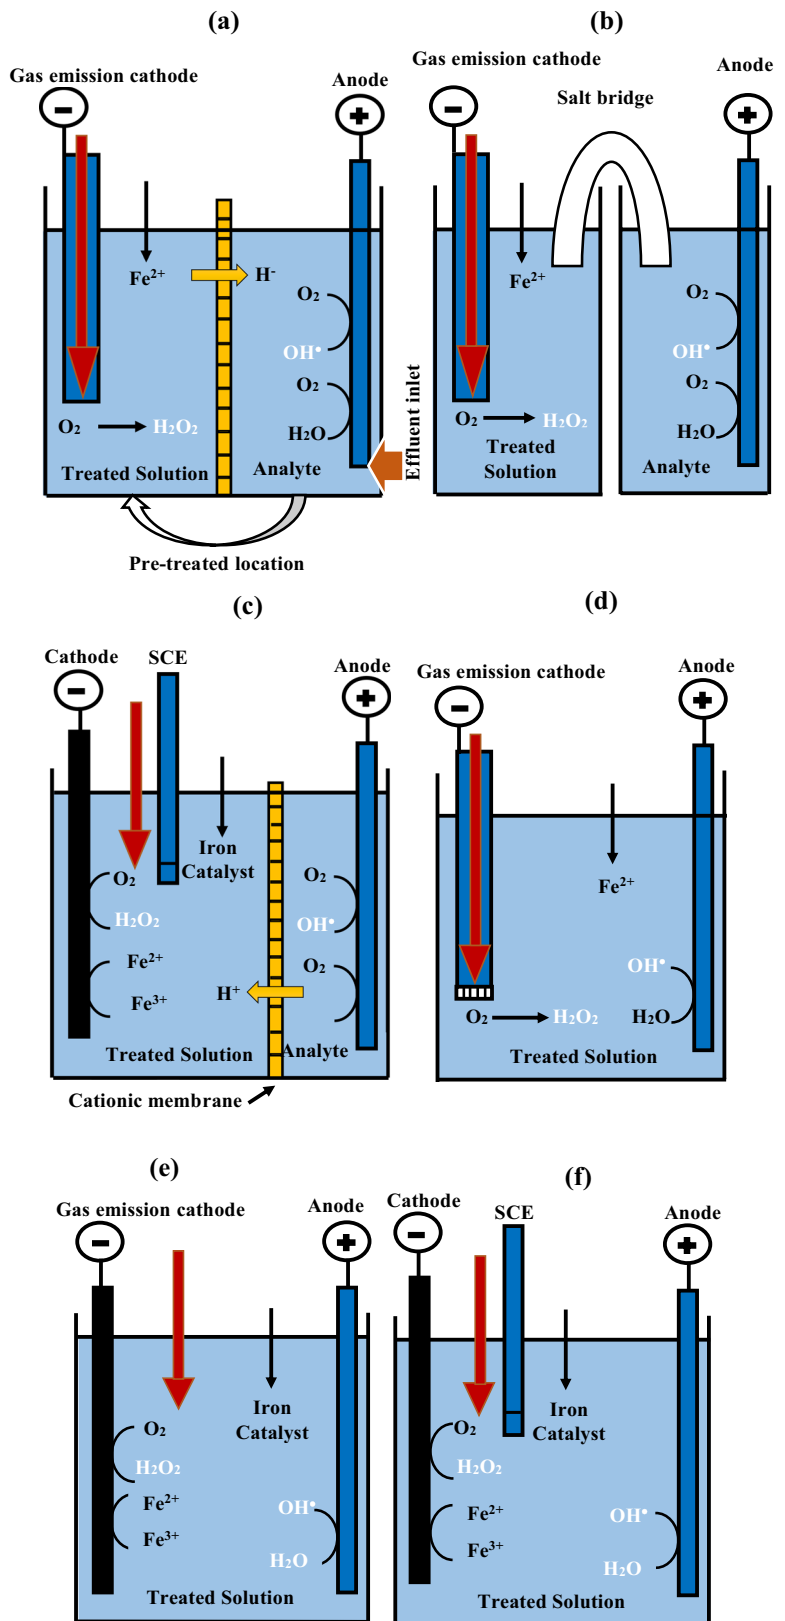 (a)
Gas emission cathode
Anode
−
+
Fe²⁺
H⁻
O₂
OH•
O₂
H₂O
O₂
H₂O₂
Treated Solution
Analyte
Effluent inlet
Pre-treated location
(b)
Gas emission cathode
Anode
Salt bridge
−
+
Fe²⁺
O₂
OH•
O₂
H₂O
O₂
H₂O₂
Treated
Solution
Analyte
(c)
Cathode
SCE
Anode
−
+
Iron
Catalyst
O₂
H₂O₂
Fe²⁺
Fe³⁺
O₂
OH•
O₂
H⁺
Treated Solution
Analyte
Cationic membrane
(d)
Gas emission cathode
Anode
−
+
Fe²⁺
OH•
H₂O
O₂
H₂O₂
Treated Solution
(e)
Gas emission cathode
Anode
−
+
Iron
Catalyst
O₂
H₂O₂
Fe²⁺
Fe³⁺
OH•
H₂O
Treated Solution
(f)
Cathode
SCE
Anode
−
+
Iron
Catalyst
O₂
H₂O₂
Fe²⁺
Fe³⁺
OH•
H₂O
Treated Solution